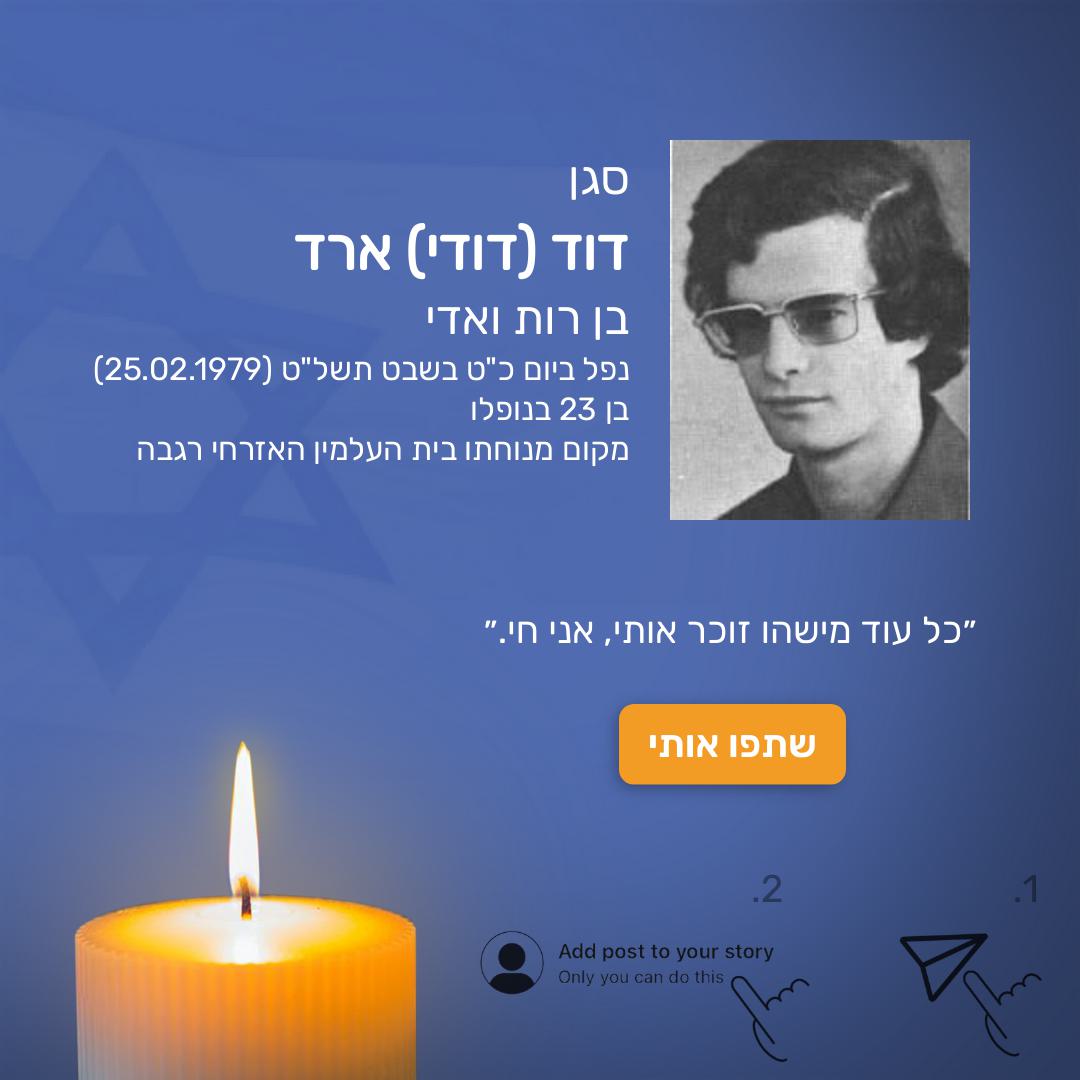 סגן
דוד (דודי) ארד
בן רות ואדי
נפל ביום כ"ט בשבט תשל"ט (25.02.1979)
בן 23 בנופלו
מקום מנוחתו בית העלמין האזרחי רגבה
״כל עוד מישהו זוכר אותי, אני חי.״
שתפו אותי
.1
.2
Add post to your story
Only you can do this